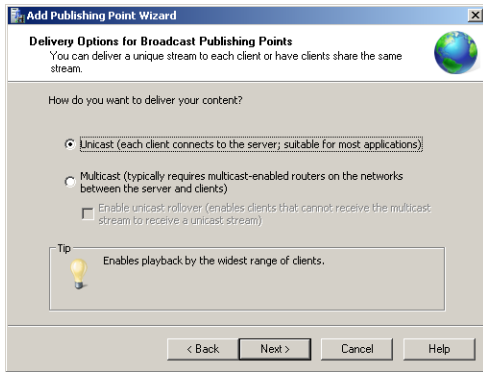 Add Publishing Point Wizard
Delivery Options for Broadcast Publishing Points
You can deliver a unique stream to each client or have clients share the same
stream.
How do you want to deliver your content?
Unicast (each client connects to the server; suitable for most applications)
Multicast (typically requires multicast-enabled routers on the networks
between the server and clients)
Enable unicast rollover (enables clients that cannot receive the multicast
stream to receive a unicast stream)
Tip
Enables playback by the widest range of clients.
< Back
Next >
Cancel
Help